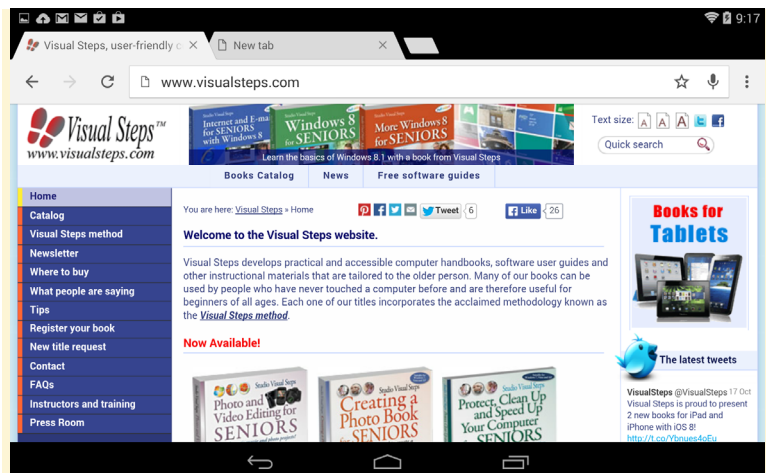 9:17
Visual Steps, user-friendly c
New tab
www.visualsteps.com
Visual Steps™
www.visualsteps.com
Studio Visual Steps
Internet and E-ma
for SENIORS
with Windows 8
Studio Visual Steps
Windows 8
for SENIORS
Studio Visual Steps
More Windows 8
for SENIORS
Learn the basics of Windows 8.1 with a book from Visual Steps
Text size: A A A
Quick search
Books Catalog News Free software guides
Home
Catalog
Visual Steps method
Newsletter
Where to buy
What people are saying
Tips
Register your book
New title request
Contact
FAQs
Instructors and training
Press Room
You are here: Visual Steps » Home
Tweet 6
Like 26
Welcome to the Visual Steps website.
Visual Steps develops practical and accessible computer handbooks, software user guides and
other instructional materials that are tailored to the older person. Many of our books can be
used by people who have never touched a computer before and are therefore useful for
beginners of all ages. Each one of our titles incorporates the acclaimed methodology known as
the Visual Steps method.
Now Available!
Studio Visual Steps
Photo and
Video Editing for
SENIORS
Studio Visual Steps
Creating a
Photo Book
SENIORS
Studio Visual Steps
Protect, Clean Up
and Speed Up
Your Computer
SENIORS
Books for
Tablets
The latest tweets
VisualSteps @VisualSteps 17 Oct
Visual Steps is proud to present
2 new books for iPad and
iPhone with iOS 8!
http://t.co/Ybnues4oEu